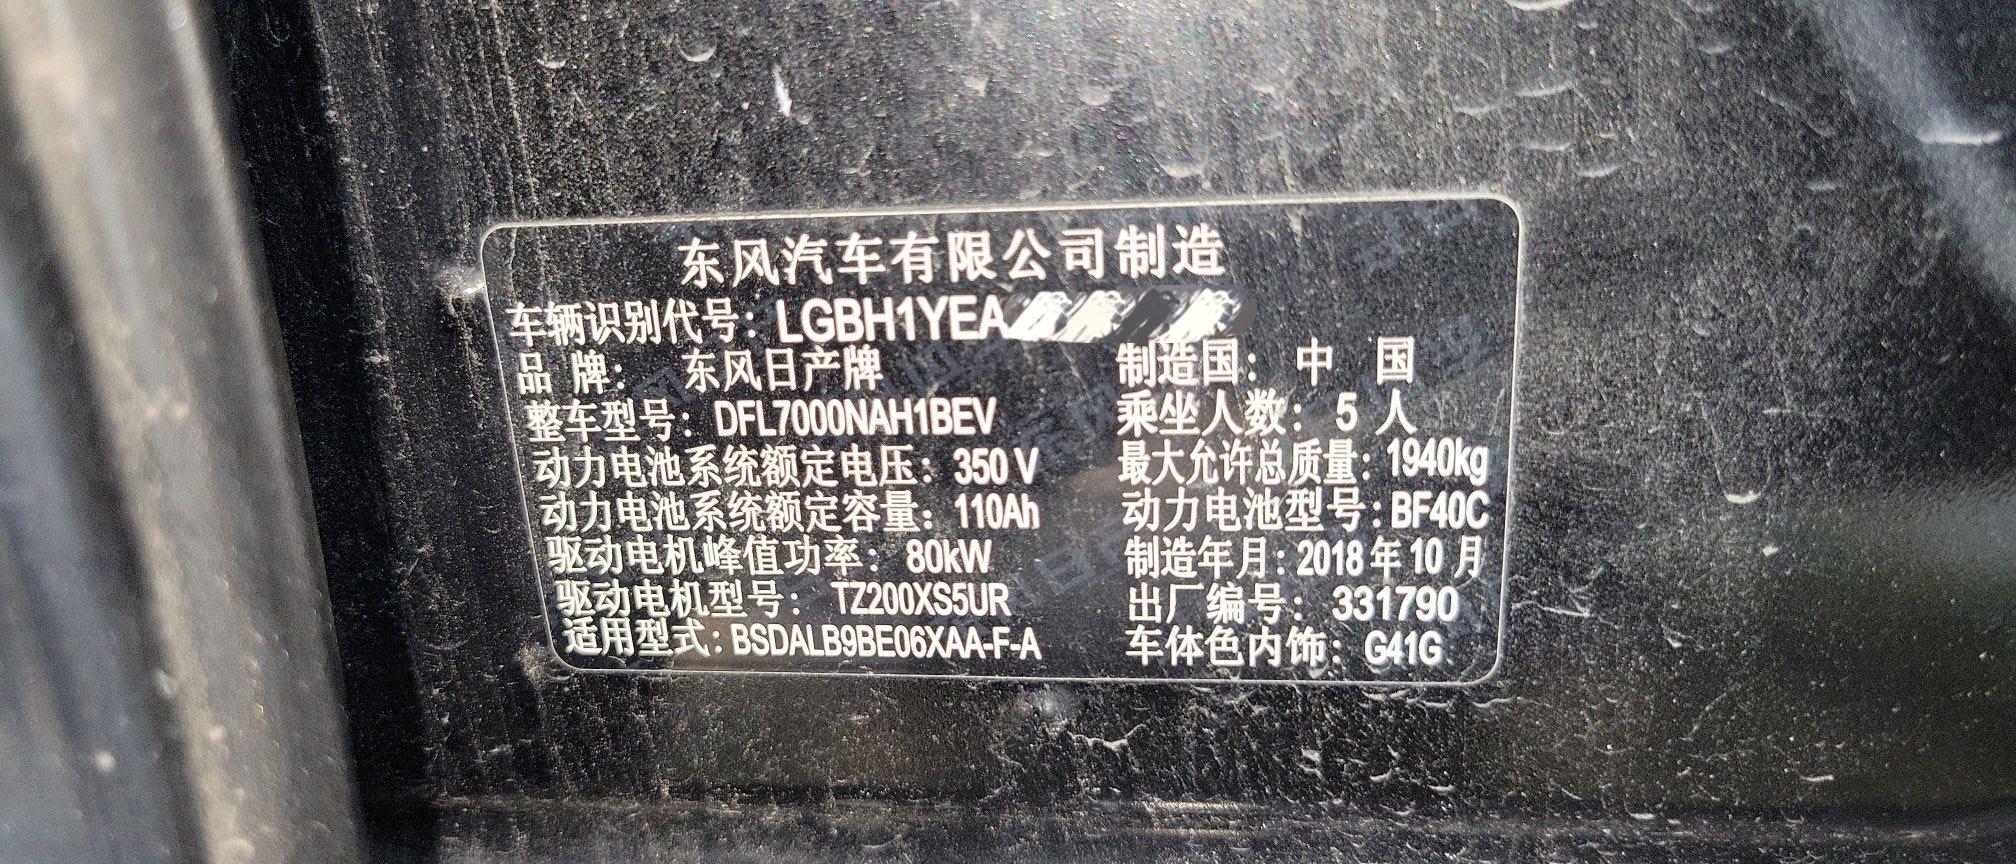 东风汽车有限公司制造
车辆识别代号：LGBH1YEA
品 牌： 东风日产牌 制造国： 中 国
整车型号：DFL7000NAH1BEV 乘坐人数： 5 人
动力电池系统额定电压：350 V 最大允许总质量：1940kg
动力电池系统额定容量：110Ah 动力电池型号：BF40C
驱动电机峰值功率： 80kW 制造年月：2018 年 10 月
驱动电机型号： TZ200XS5UR 出厂编号： 331790
适用型式：BSDALB9BE06XAA-F-A 车体色内饰： G41G